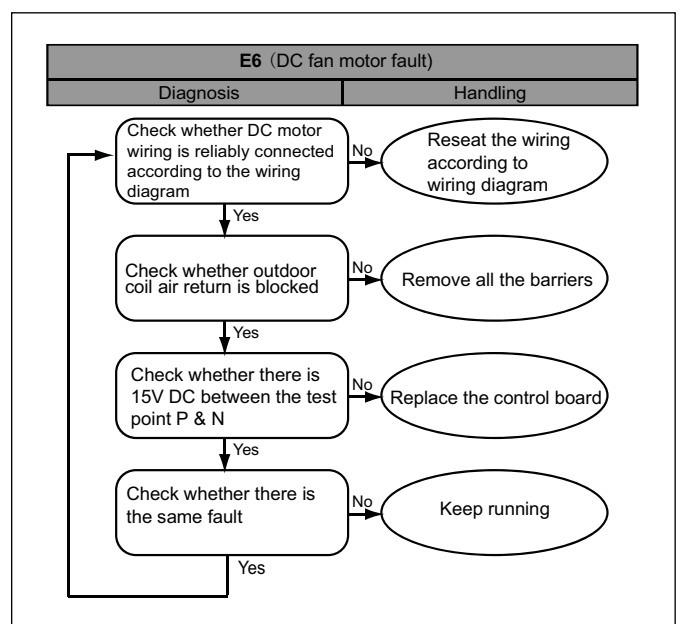 E6 (DC fan motor fault)
Diagnosis
Handling
Check whether DC motor
wiring is reliably connected
according to the wiring
diagram
No
Reseat the wiring
according to
wiring diagram
Yes
Check whether outdoor
coil air return is blocked
No
Remove all the barriers
Yes
Check whether there is
15V DC between the test
point P & N
No
Replace the control board
Yes
Check whether there is
the same fault
No
Keep running
Yes